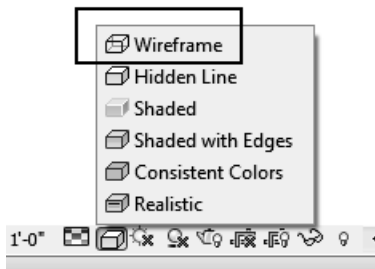 Wireframe
Hidden Line
Shaded
Shaded with Edges
Consistent Colors
Realistic
1'-0"